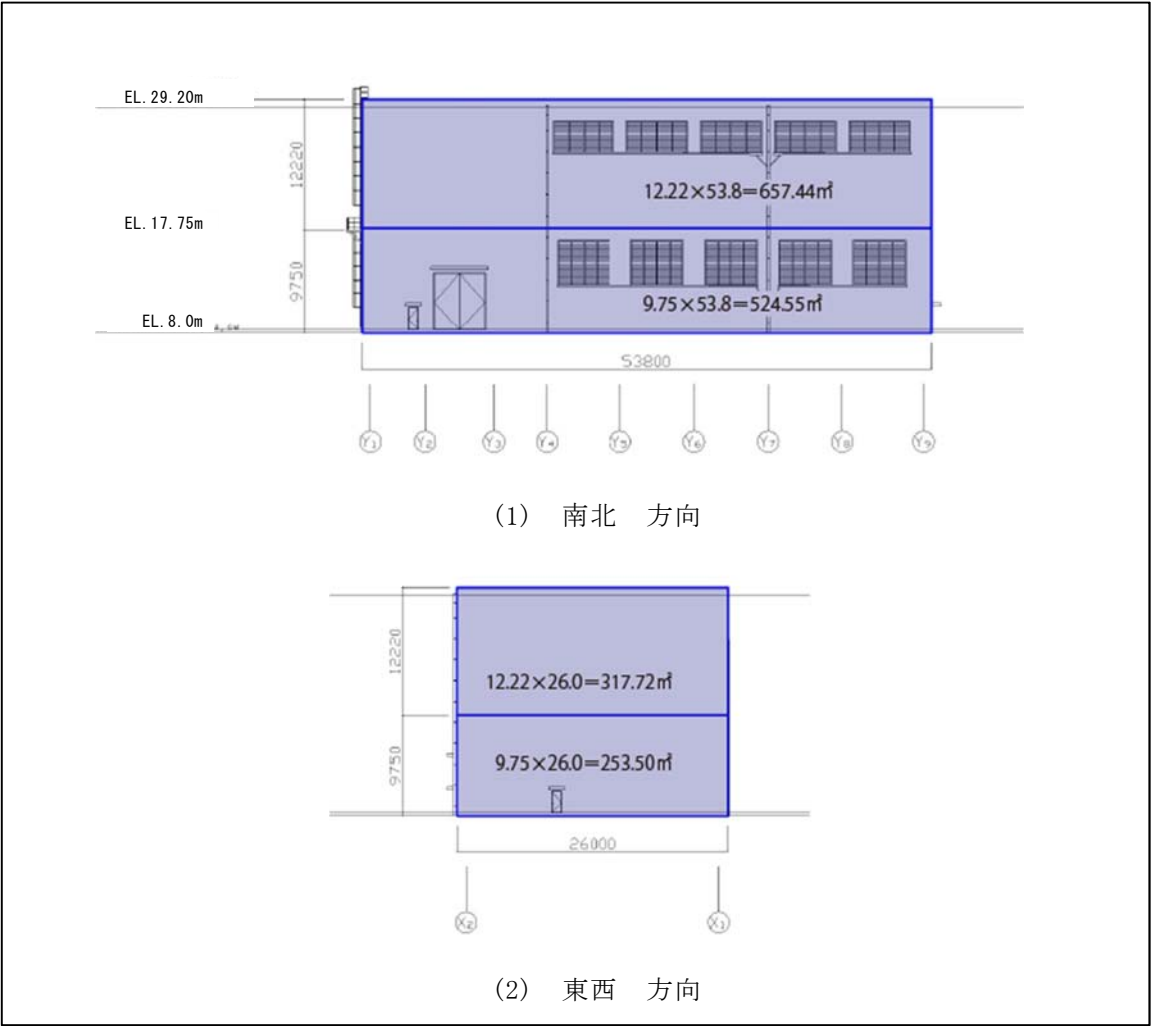 EL.29.20m
12220
12.22×53.8=657.44㎡
EL.17.75m
9750
9.75×53.8=524.55㎡
EL.8.0m
53800
Y1 Y2 Y3 Y4 Y5 Y6 Y7 Y8 Y9
(1) 南北 方向
12220
12.22×26.0=317.72㎡
9750
9.75×26.0=253.50㎡
26000
X2 X1
(2) 東西 方向